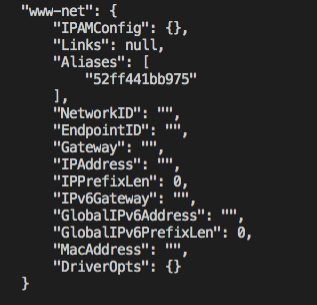 "www-net": {
"IPAMConfig": {},
"Links": null,
"Aliases": [
"52ff441bb975"
],
"NetworkID": "",
"EndpointID": "",
"Gateway": "",
"IPAddress": "",
"IPPrefixLen": 0,
"IPv6Gateway": "",
"GlobalIPv6Address": "",
"GlobalIPv6PrefixLen": 0,
"MacAddress": "",
"DriverOpts": {}
}